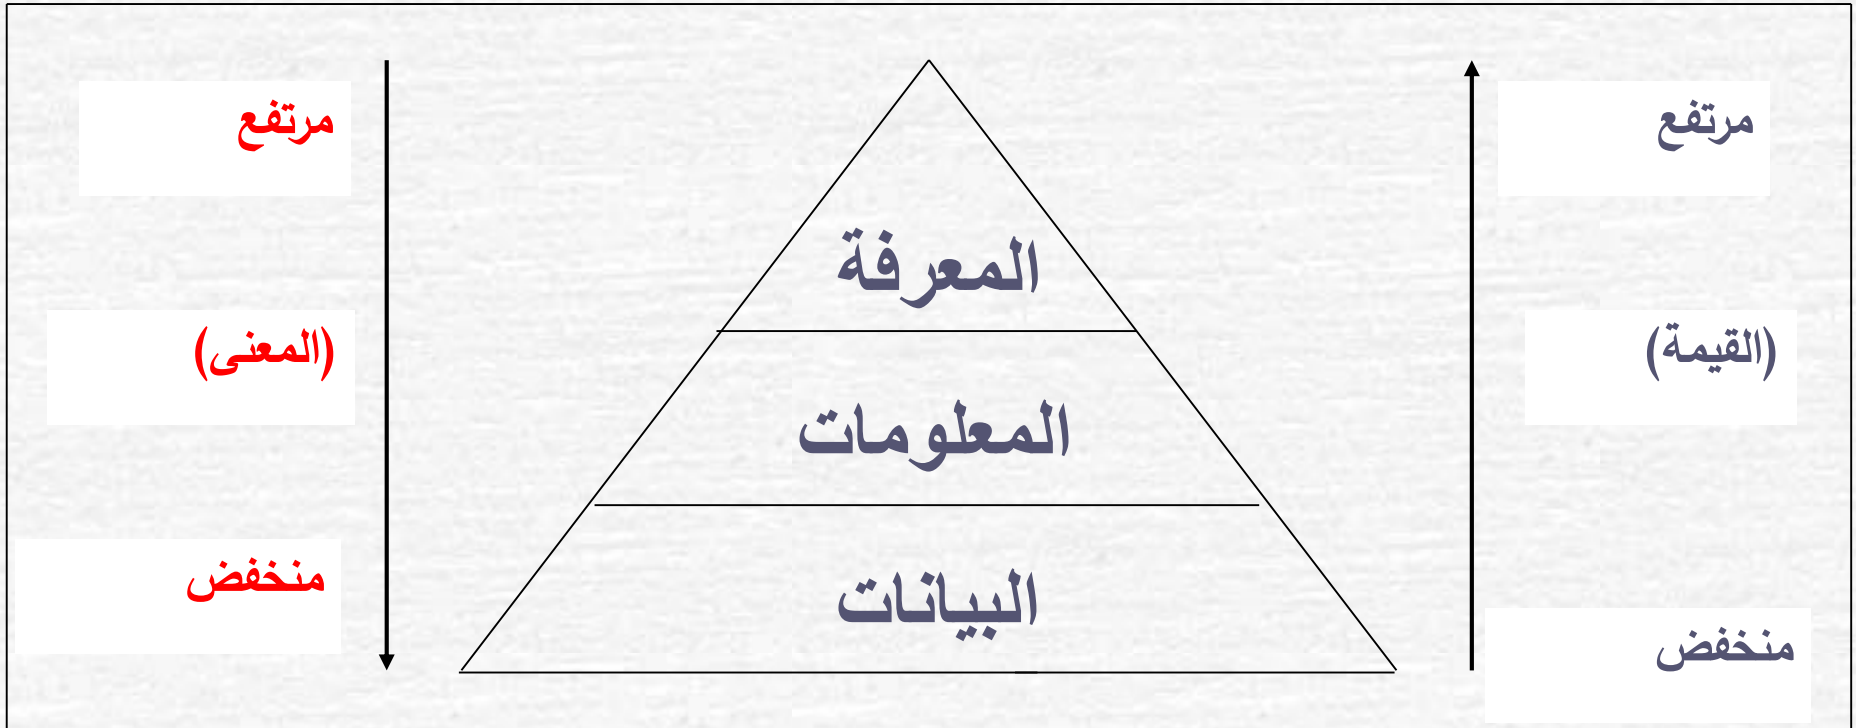 مرتفع
(القيمة)
منخفض
المعرفة
المعلومات
البيانات
مرتفع
(المعنى)
منخفض